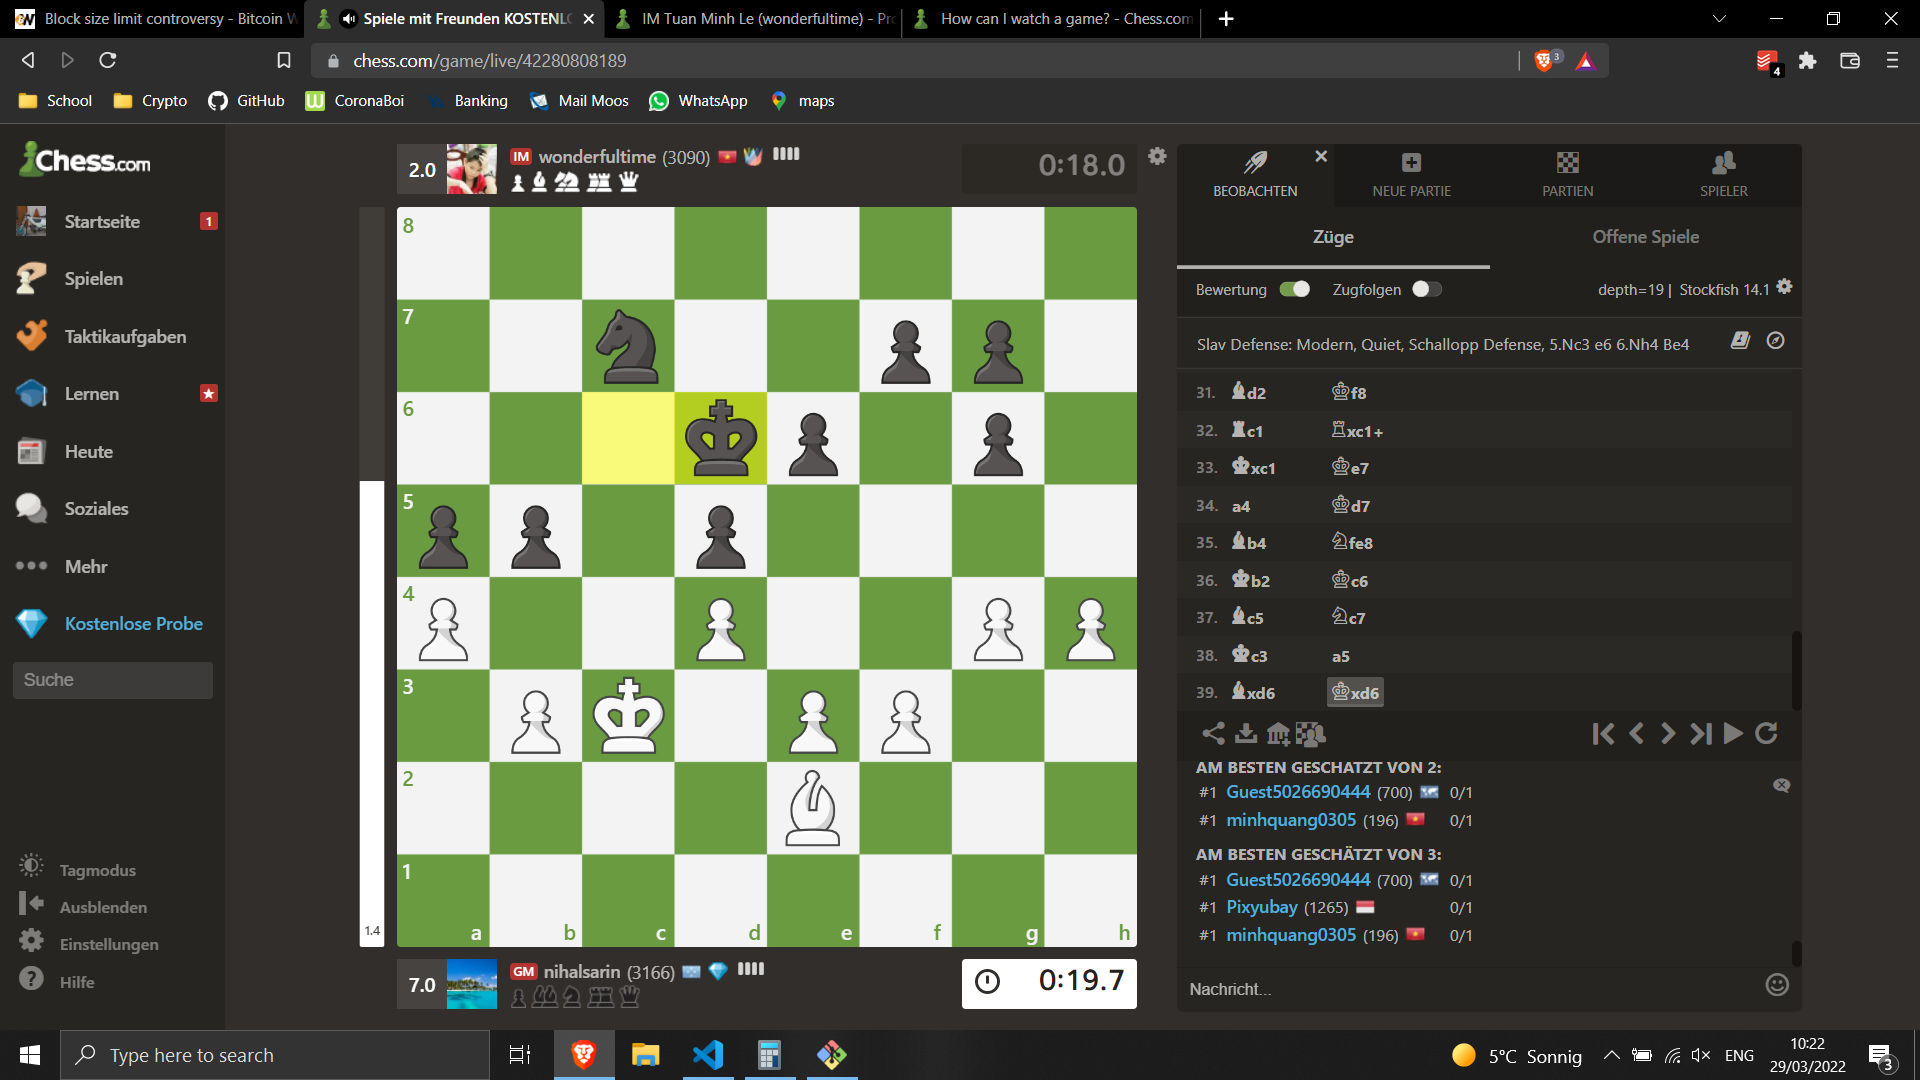 Block size limit controversy - Bitcoin W
Spiele mit Freunden KOSTENLO
IM Tuan Minh Le (wonderfultime) - Pro
How can I watch a game? - Chess.com
chess.com/game/live/42280808189
3
4
School
Crypto
GitHub
CoronaBoi
Banking
Mail Moos
WhatsApp
maps
Chess.com
Startseite
1
Spielen
Taktikaufgaben
Lernen
Heute
Soziales
Mehr
Kostenlose Probe
Suche
Tagmodus
Ausblenden
Einstellungen
Hilfe
2.0
IM wonderfultime (3090)
0:18.0
8
7
6
5
4
3
2
1
a b c d e f g h
1.4
7.0
GM nihalsarin (3166)
0:19.7
BEOBACHTEN
NEUE PARTIE
PARTIEN
SPIELER
Züge
Offene Spiele
Bewertung
Zugfolgen
depth=19 | Stockfish 14.1
Slav Defense: Modern, Quiet, Schallopp Defense, 5.Nc3 e6 6.Nh4 Be4
31. ♝d2 ♔f8
32. ♜c1 ♖xc1+
33. ♚xc1 ♔e7
34. a4 ♔d7
35. ♝b4 ♘fe8
36. ♚b2 ♔c6
37. ♝c5 ♘c7
38. ♚c3 a5
39. ♝xd6 ♔xd6
AM BESTEN GESCHÄTZT VON 2:
#1 Guest5026690444 (700) 0/1
#1 minhquang0305 (196) 0/1
AM BESTEN GESCHÄTZT VON 3:
#1 Guest5026690444 (700) 0/1
#1 Pixyubay (1265) 0/1
#1 minhquang0305 (196) 0/1
Nachricht...
Type here to search
5°C Sonnig
ENG
10:22
29/03/2022
3